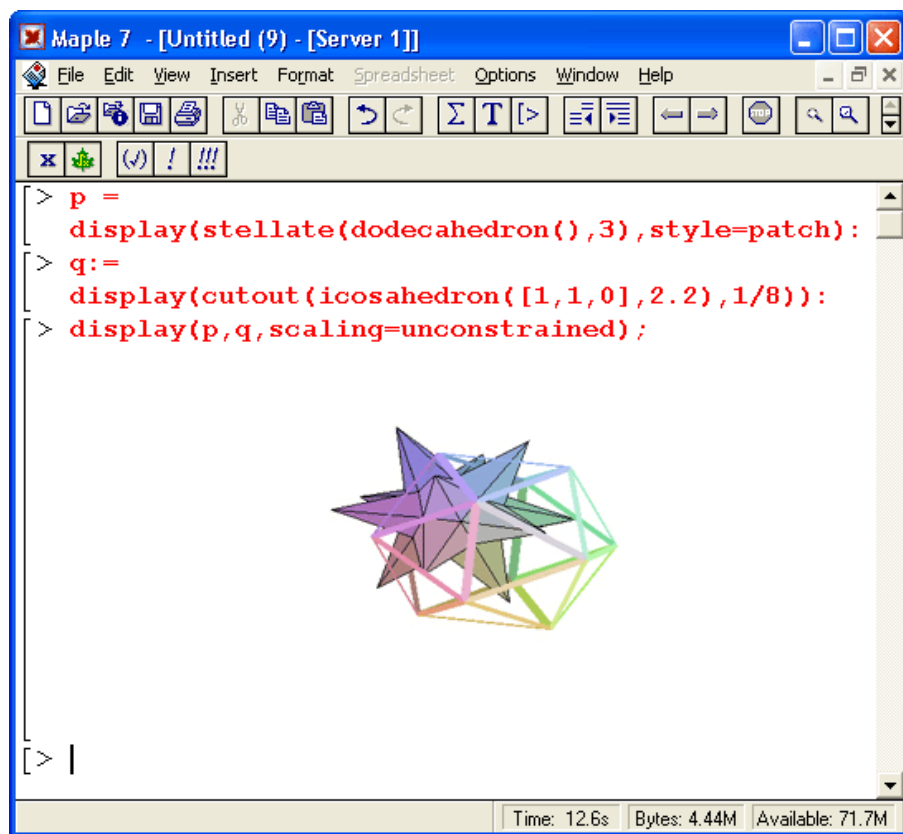 Maple 7 - [Untitled (9) - [Server 1]]
File Edit View Insert Format Spreadsheet Options Window Help
Σ T [>
x (√) ! !!!
[> p =
display(stellate(dodecahedron(),3),style=patch):
[> q:=
display(cutout(icosahedron([1,1,0],2.2),1/8)):
[> display(p,q,scaling=unconstrained);
[>
Time: 12.6s Bytes: 4.44M Available: 71.7M